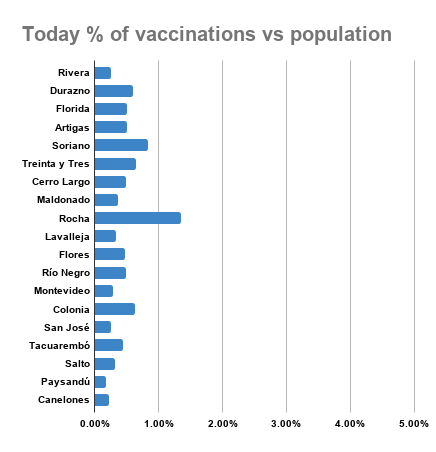 Today % of vaccinations vs population
Rivera
Durazno
Florida
Artigas
Soriano
Treinta y Tres
Cerro Largo
Maldonado
Rocha
Lavalleja
Flores
Río Negro
Montevideo
Colonia
San José
Tacuarembó
Salto
Paysandú
Canelones
0.00% 1.00% 2.00% 3.00% 4.00% 5.00%